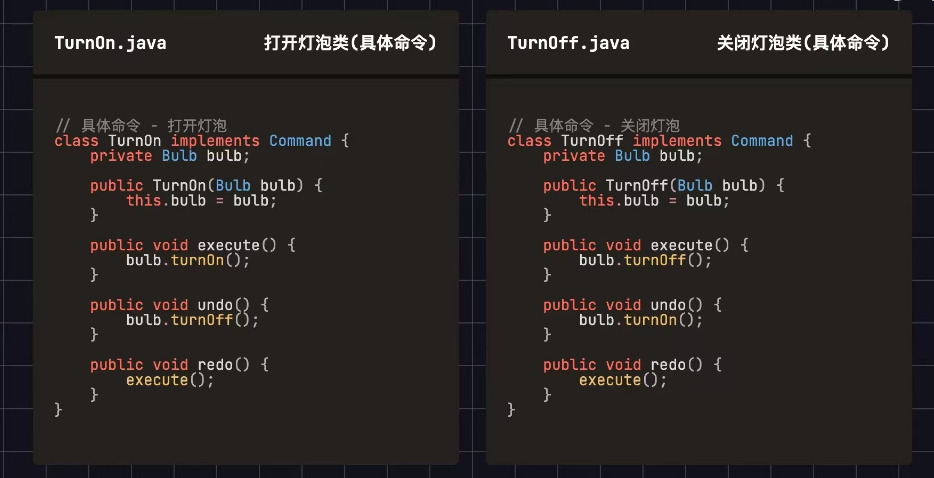 TurnOn.java 打开灯泡类(具体命令)
// 具体命令 - 打开灯泡
class TurnOn implements Command {
    private Bulb bulb;

    public TurnOn(Bulb bulb) {
        this.bulb = bulb;
    }

    public void execute() {
        bulb.turnOn();
    }

    public void undo() {
        bulb.turnOff();
    }

    public void redo() {
        execute();
    }
}
TurnOff.java 关闭灯泡类(具体命令)
// 具体命令 - 关闭灯泡
class TurnOff implements Command {
    private Bulb bulb;

    public TurnOff(Bulb bulb) {
        this.bulb = bulb;
    }

    public void execute() {
        bulb.turnOff();
    }

    public void undo() {
        bulb.turnOn();
    }

    public void redo() {
        execute();
    }
}